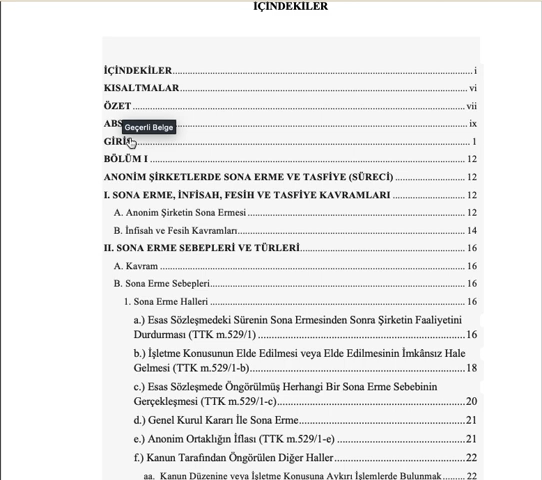 İÇİNDEKİLER
İÇİNDEKİLER.......... i
KISALTMALAR.......... vi
ÖZET .......... vii
ABS.......... ix
Geçerli Belge
GİRİŞ.......... 1
BÖLÜM I .......... 12
ANONİM ŞİRKETLERDE SONA ERME VE TASFİYE (SÜRECİ) .......... 12
I. SONA ERME, İNFİSAH, FESİH VE TASFİYE KAVRAMLARI .......... 12
A. Anonim Şirketin Sona Ermesi .......... 12
B. İnfisah ve Fesih Kavramları.......... 14
II. SONA ERME SEBEPLERİ VE TÜRLERİ.......... 16
A. Kavram .......... 16
B. Sona Erme Sebepleri.......... 16
1. Sona Erme Halleri .......... 16
a.) Esas Sözleşmedeki Sürenin Sona Ermesinden Sonra Şirketin Faaliyetini
Durdurması (TTK m.529/1) .......... 16
b.) İşletme Konusunun Elde Edilmesi veya Elde Edilmesinin İmkânsız Hale
Gelmesi (TTK m.529/1-b) .......... 18
c.) Esas Sözleşmede Öngörülmüş Herhangi Bir Sona Erme Sebebinin
Gerçekleşmesi (TTK m.529/1-c) .......... 20
d.) Genel Kurul Kararı İle Sona Erme .......... 21
e.) Anonim Ortaklığın İflası (TTK m.529/1-e) .......... 21
f.) Kanun Tarafından Öngörülen Diğer Haller .......... 22
aa. Kanun Düzenine veya İşletme Konusuna Aykırı İşlemlerde Bulunmak .......... 22